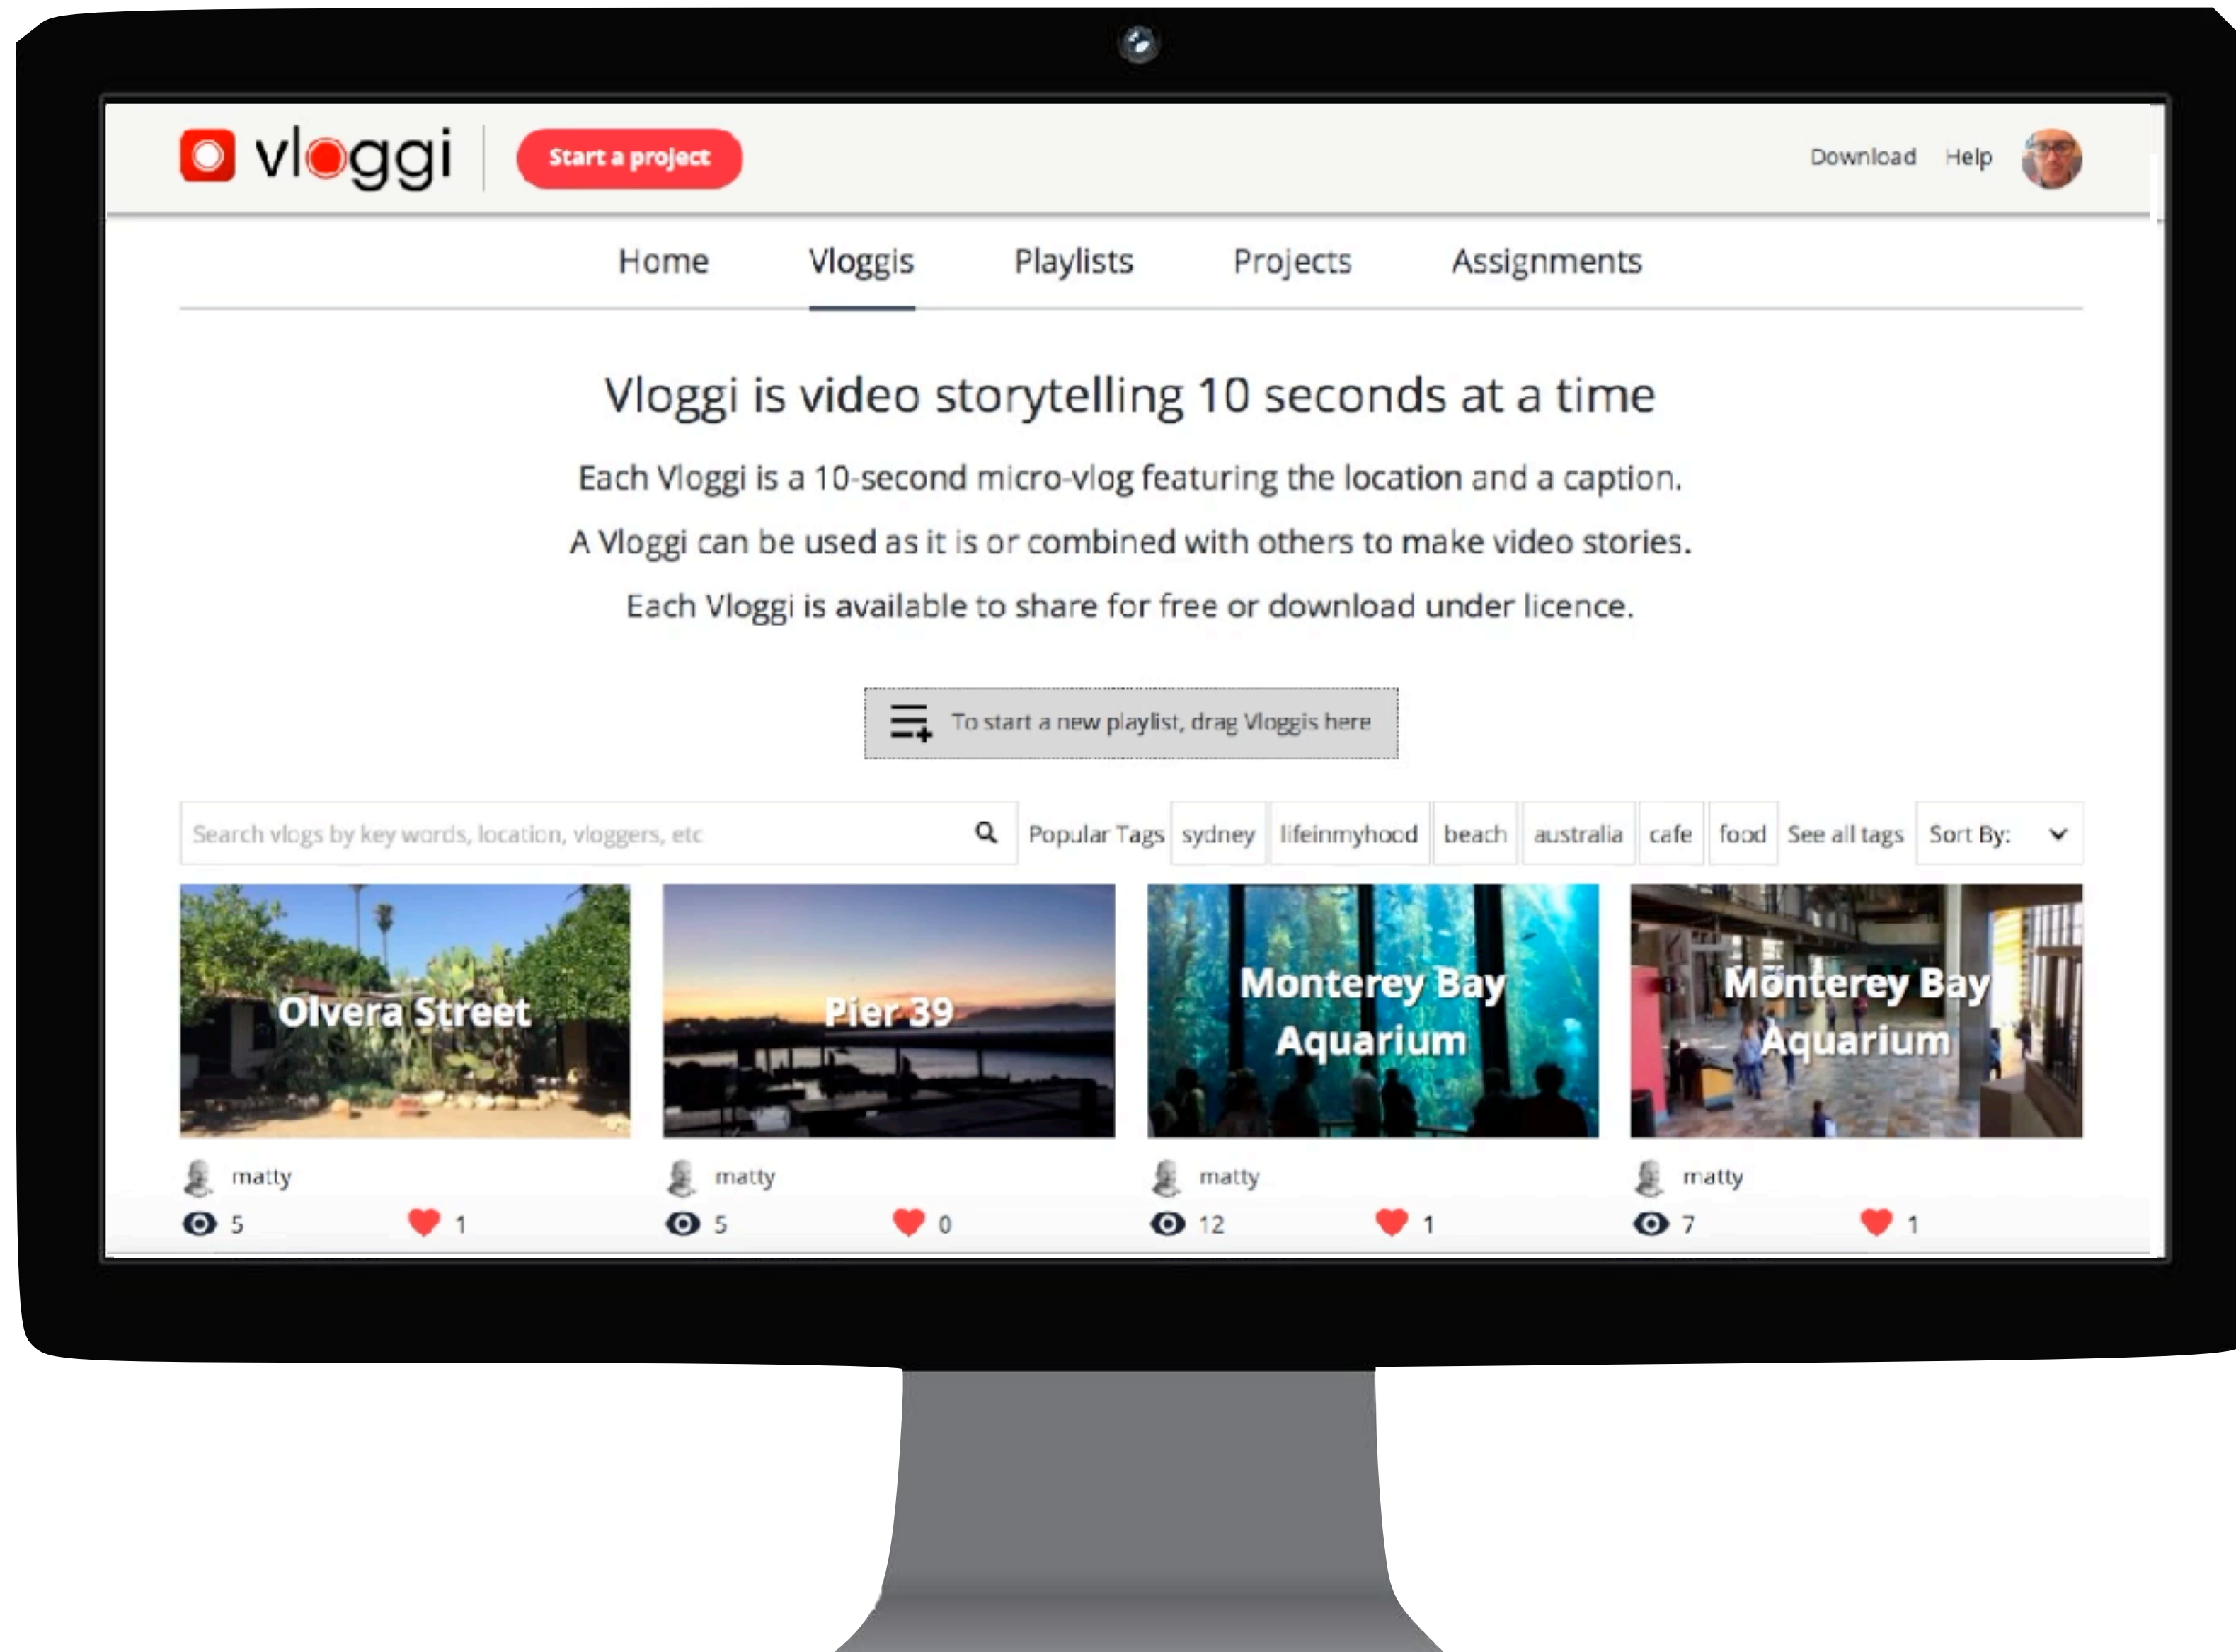 vloggi
Start a project
Download Help
Home Vloggis Playlists Projects Assignments
Vloggi is video storytelling 10 seconds at a time
Each Vloggi is a 10-second micro-vlog featuring the location and a caption.
A Vloggi can be used as it is or combined with others to make video stories.
Each Vloggi is available to share for free or download under licence.
To start a new playlist, drag Vloggis here
Search vlogs by key words, location, vloggers, etc
Popular Tags sydney lifeinmyhood beach australia cafe food See all tags Sort By:
Olvera Street
Pier 39
Monterey Bay
Aquarium
Monterey Bay
Aquarium
matty
5 1
matty
5 0
matty
12 1
matty
7 1